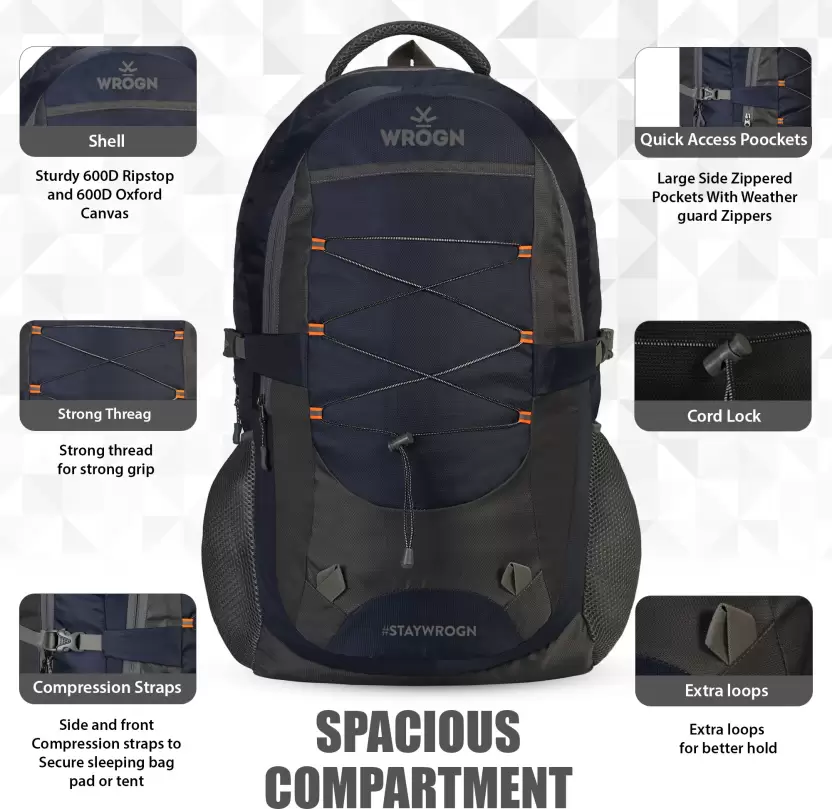 WROGN
Shell
Sturdy 600D Ripstop
and 600D Oxford
Canvas
Strong Threag
Strong thread
for strong grip
Compression Straps
Side and front
Compression straps to
Secure sleeping bag
pad or tent
WROGN
#STAYWROGN
SPACIOUS
COMPARTMENT
Quick Access Poockets
Large Side Zippered
Pockets With Weather
guard Zippers
Cord Lock
Extra loops
Extra loops
for better hold